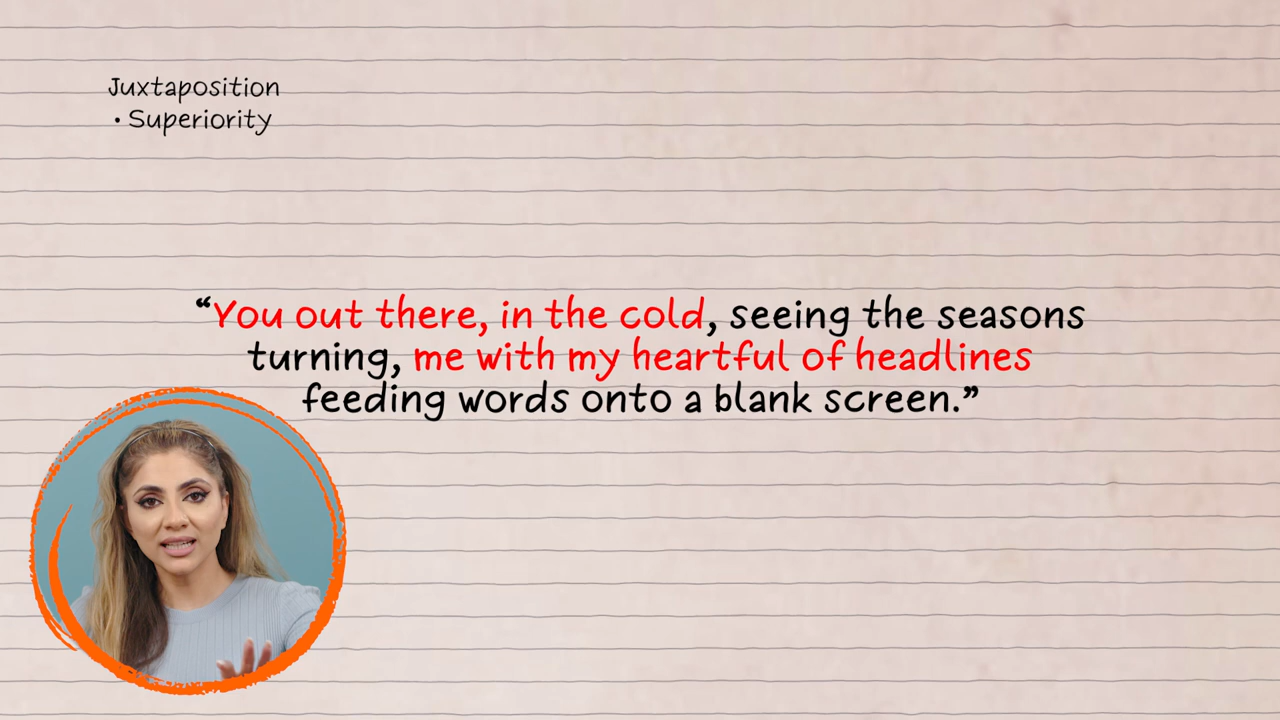 Juxtaposition
• Superiority
“You out there, in the cold, seeing the seasons
turning, me with my heartful of headlines
feeding words onto a blank screen.”